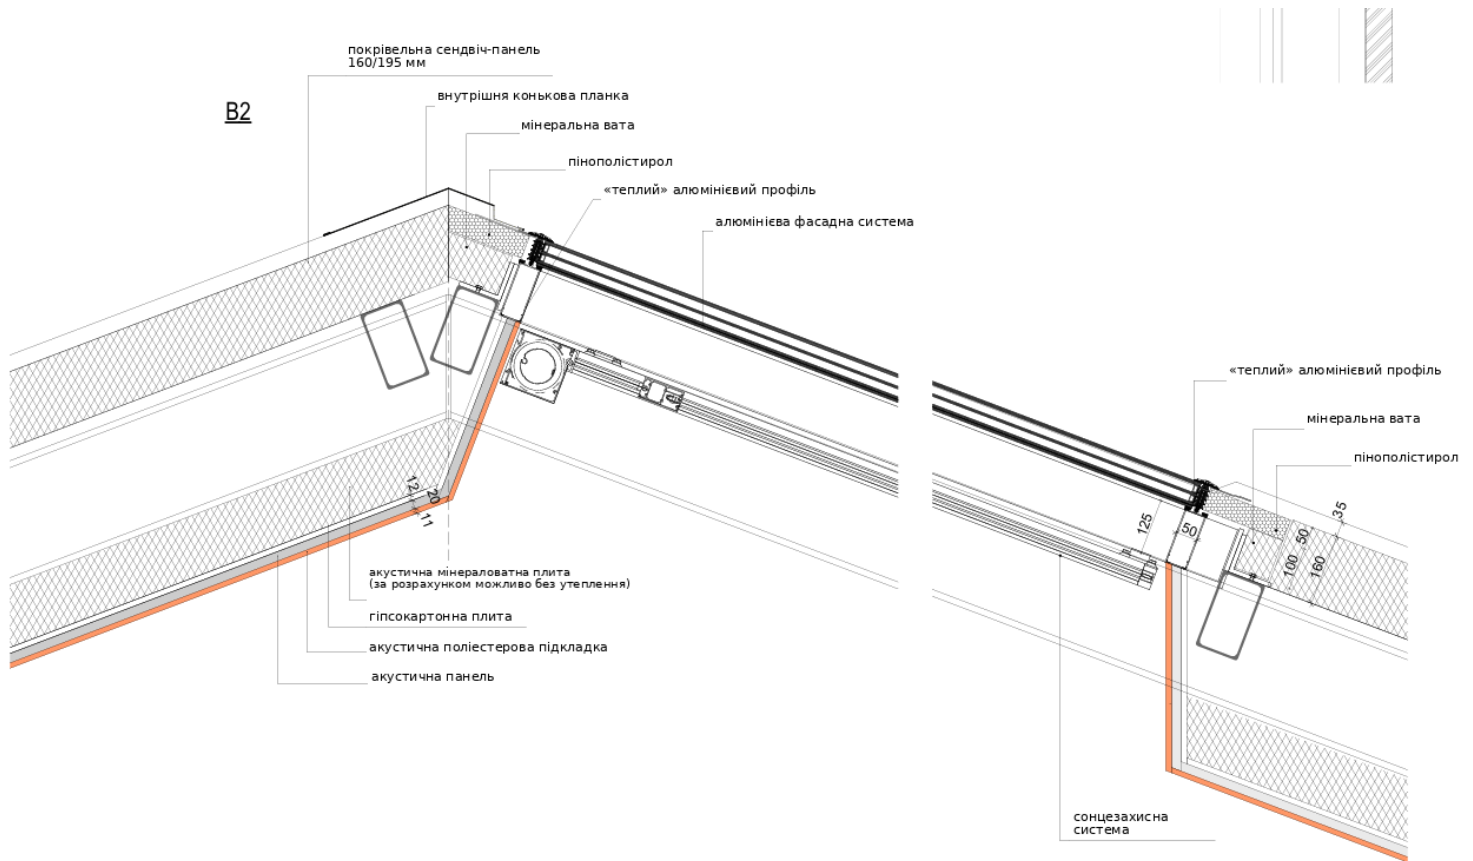 покрівельна сендвіч-панель
160/195 мм
B2
внутрішня конькова планка
мінеральна вата
пінополістирол
«теплий» алюмінієвий профіль
алюмінієва фасадна система
«теплий» алюмінієвий профіль
мінеральна вата
пінополістирол
12
20
11
125
50
35
50
100
160
акустична мінераловатна плита
(за розрахунком можливо без утеплення)
гіпсокартонна плита
акустична поліестерова підкладка
акустична панель
сонцезахисна
система